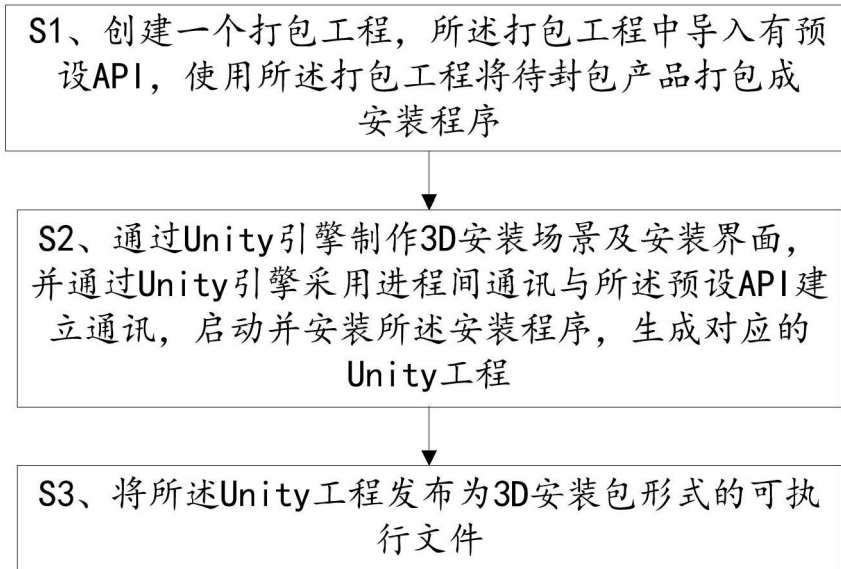 S1、创建一个打包工程，所述打包工程中导入有预
设API，使用所述打包工程将待封包产品打包成
安装程序
S2、通过Unity引擎制作3D安装场景及安装界面，
并通过Unity引擎采用进程间通讯与所述预设API建
立通讯，启动并安装所述安装程序，生成对应的
Unity工程
S3、将所述Unity工程发布为3D安装包形式的可执
行文件